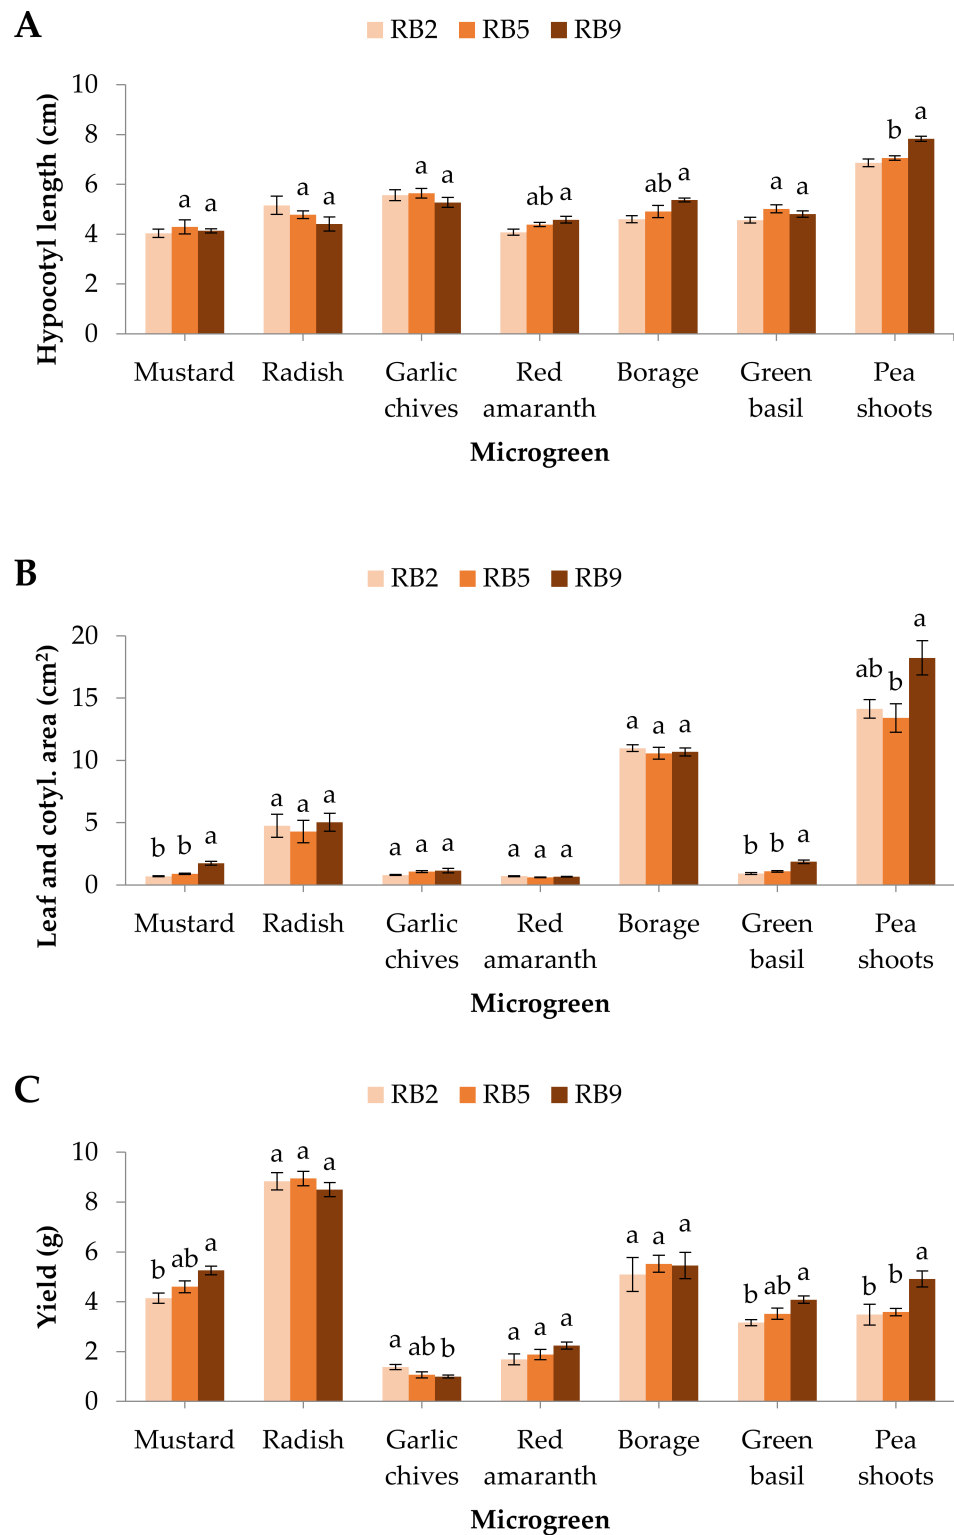 A
RB2 RB5 RB9
Hypocotyl length (cm)
10
8
6
4
2
0
a a
a a
a a
ab a
ab a
a a
b a
Mustard Radish Garlic chives Red amaranth Borage Green basil Pea shoots
Microgreen
B
RB2 RB5 RB9
Leaf and cotyl. area (cm²)
20
15
10
5
0
b b a
a a a
a a a
a a a
a a a
b b a
ab b a
Mustard Radish Garlic chives Red amaranth Borage Green basil Pea shoots
Microgreen
C
RB2 RB5 RB9
Yield (g)
10
8
6
4
2
0
b ab a
a a a
a ab b
a a a
a a a
b ab a
b b a
Mustard Radish Garlic chives Red amaranth Borage Green basil Pea shoots
Microgreen